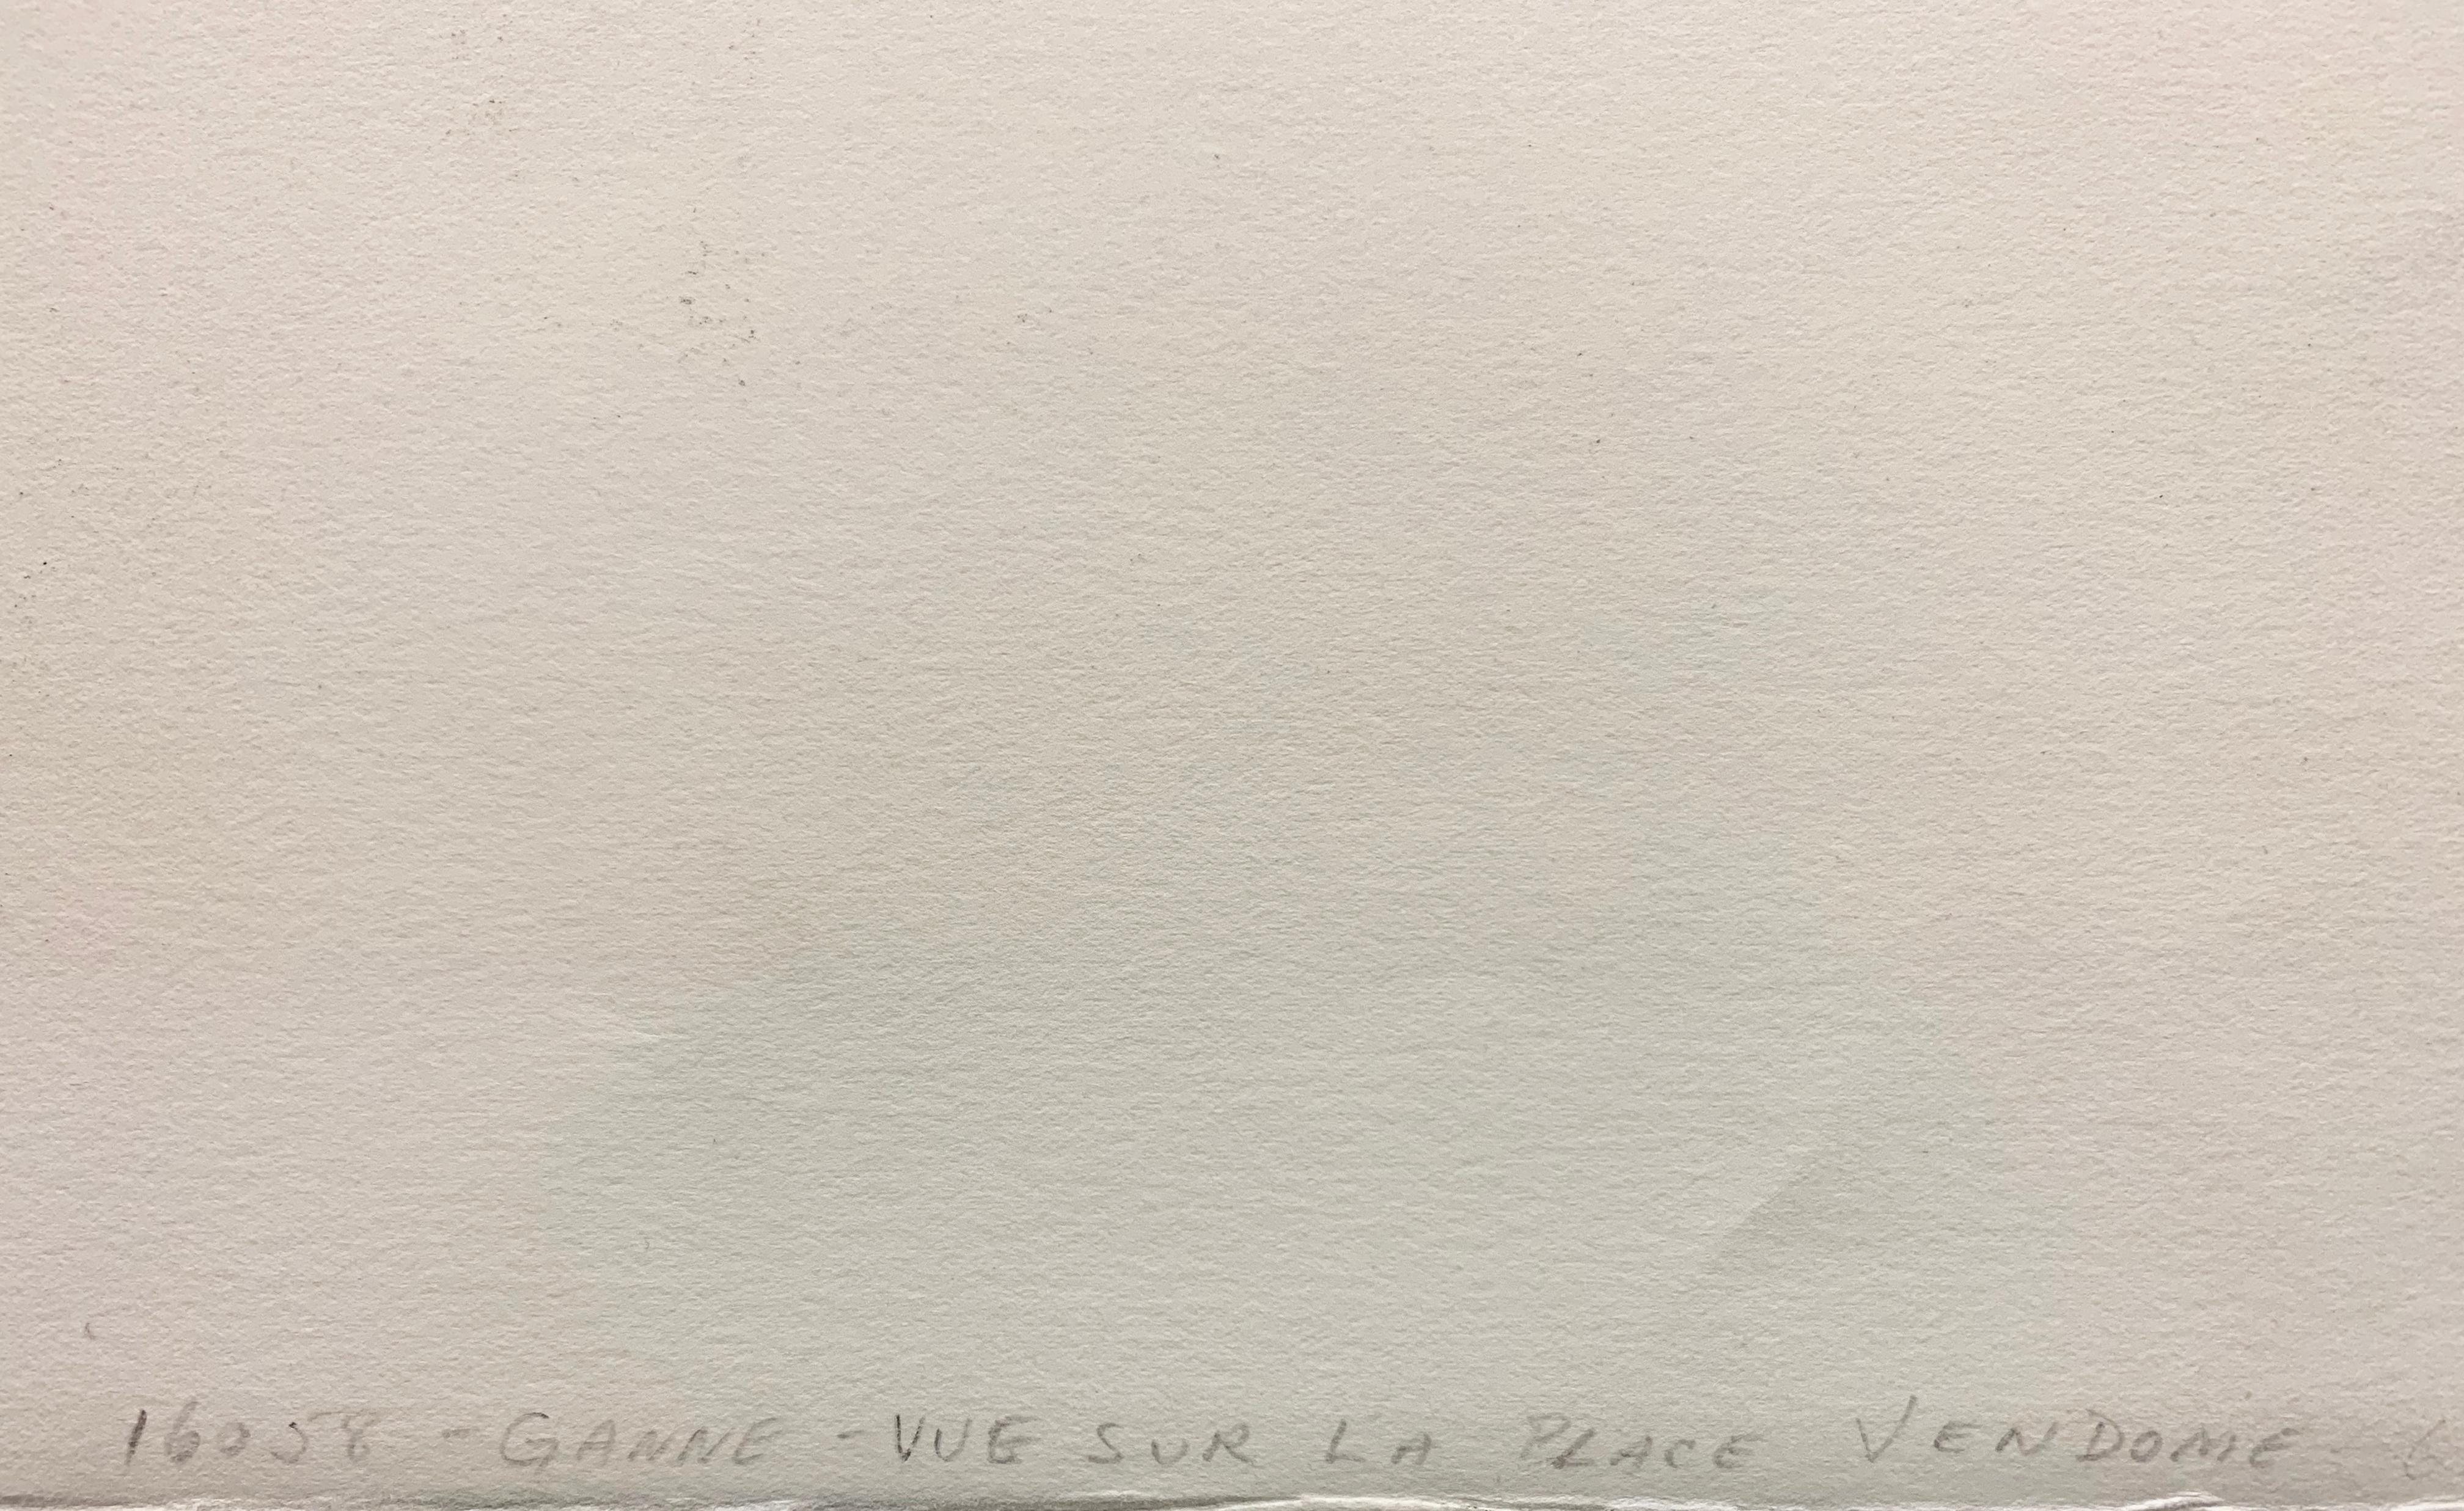 16058 - GANNE - VUE SUR LA PLACE VENDOME